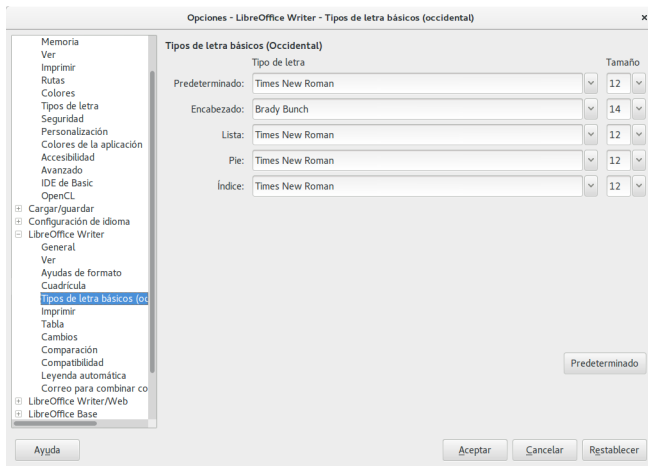 Opciones - LibreOffice Writer - Tipos de letra básicos (occidental)
Memoria
Ver
Imprimir
Rutas
Colores
Tipos de letra
Seguridad
Personalización
Colores de la aplicación
Accesibilidad
Avanzado
IDE de Basic
OpenCL
Cargar/guardar
Configuración de idioma
LibreOffice Writer
General
Ver
Ayudas de formato
Cuadrícula
Tipos de letra básicos (oc
Imprimir
Tabla
Cambios
Comparación
Compatibilidad
Leyenda automática
Correo para combinar co
LibreOffice Writer/Web
LibreOffice Base
Tipos de letra básicos (Occidental)
Tipo de letra Tamaño
Predeterminado: Times New Roman 12
Encabezado: Brady Bunch 14
Lista: Times New Roman 12
Pie: Times New Roman 12
Índice: Times New Roman 12
Predeterminado
Ayuda Aceptar Cancelar Restablecer